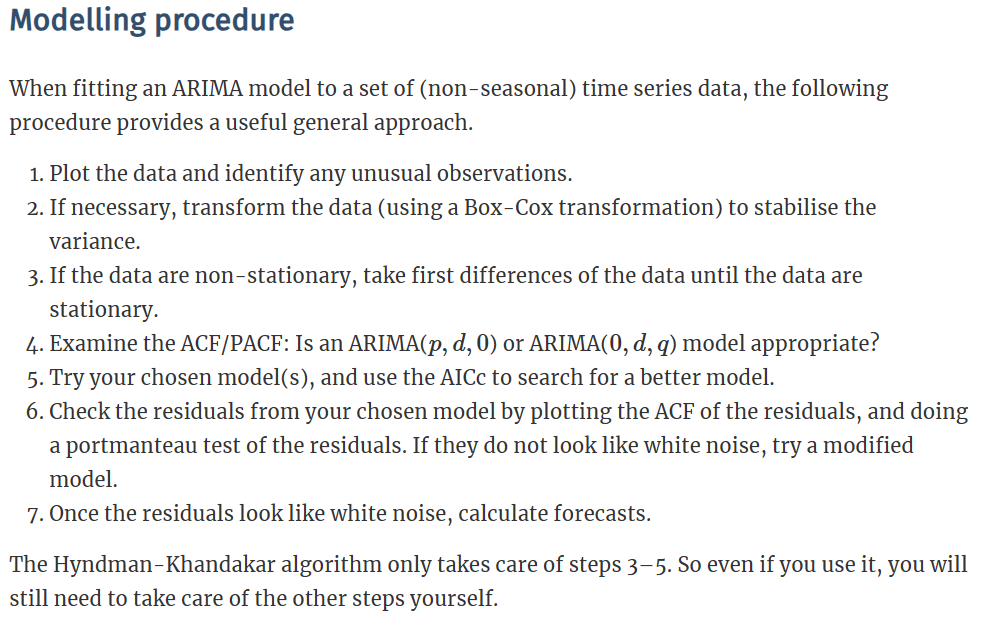 Modelling procedure
When fitting an ARIMA model to a set of (non-seasonal) time series data, the following
procedure provides a useful general approach.
1. Plot the data and identify any unusual observations.
2. If necessary, transform the data (using a Box-Cox transformation) to stabilise the
variance.
3. If the data are non-stationary, take first differences of the data until the data are
stationary.
4. Examine the ACF/PACF: Is an ARIMA(p, d, 0) or ARIMA(0, d, q) model appropriate?
5. Try your chosen model(s), and use the AICc to search for a better model.
6. Check the residuals from your chosen model by plotting the ACF of the residuals, and doing
a portmanteau test of the residuals. If they do not look like white noise, try a modified
model.
7. Once the residuals look like white noise, calculate forecasts.
The Hyndman-Khandakar algorithm only takes care of steps 3–5. So even if you use it, you will
still need to take care of the other steps yourself.